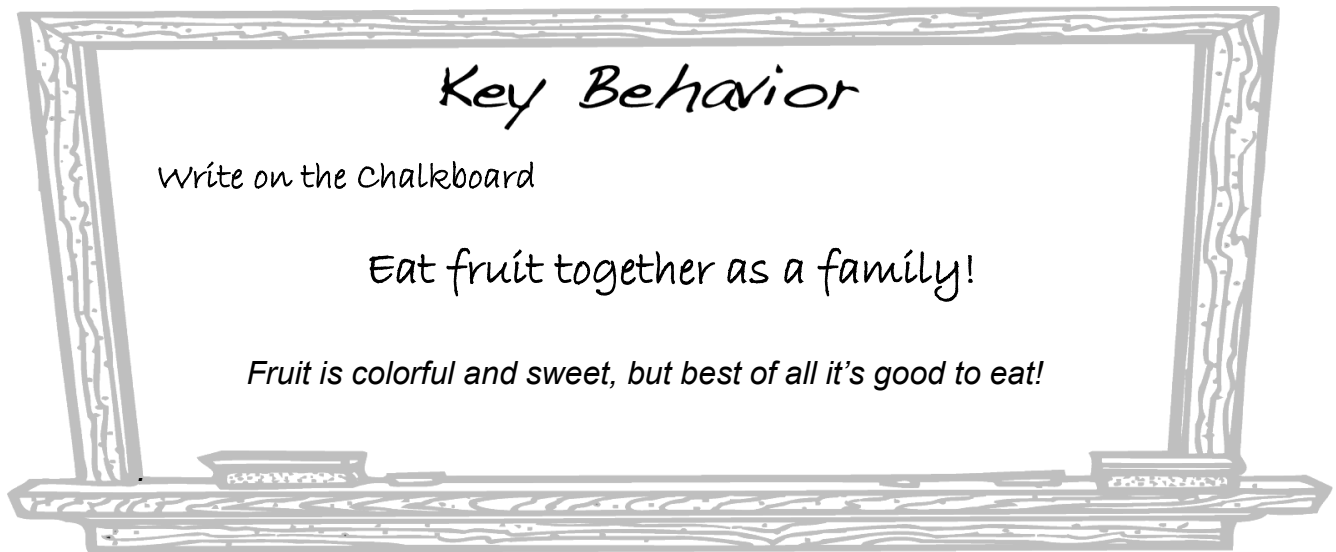 Key Behavior
Write on the Chalkboard
Eat fruit together as a family!
Fruit is colorful and sweet, but best of all it’s good to eat!